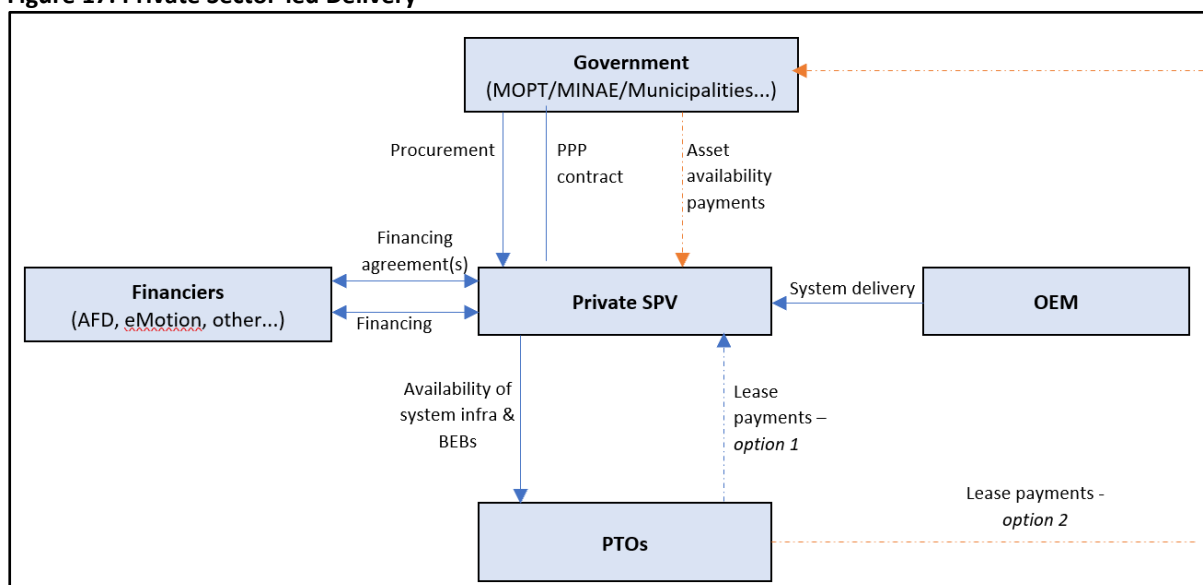 Figure 17: Private Sector-led Delivery
Government
(MOPT/MINAE/Municipalities...)
Procurement
PPP
contract
Asset
availability
payments
Financing
agreement(s)
Financiers
(AFD, eMotion, other...)
Financing
Private SPV
System delivery
OEM
Availability of
system infra &
BEBs
Lease
payments –
option 1
Lease payments -
option 2
PTOs